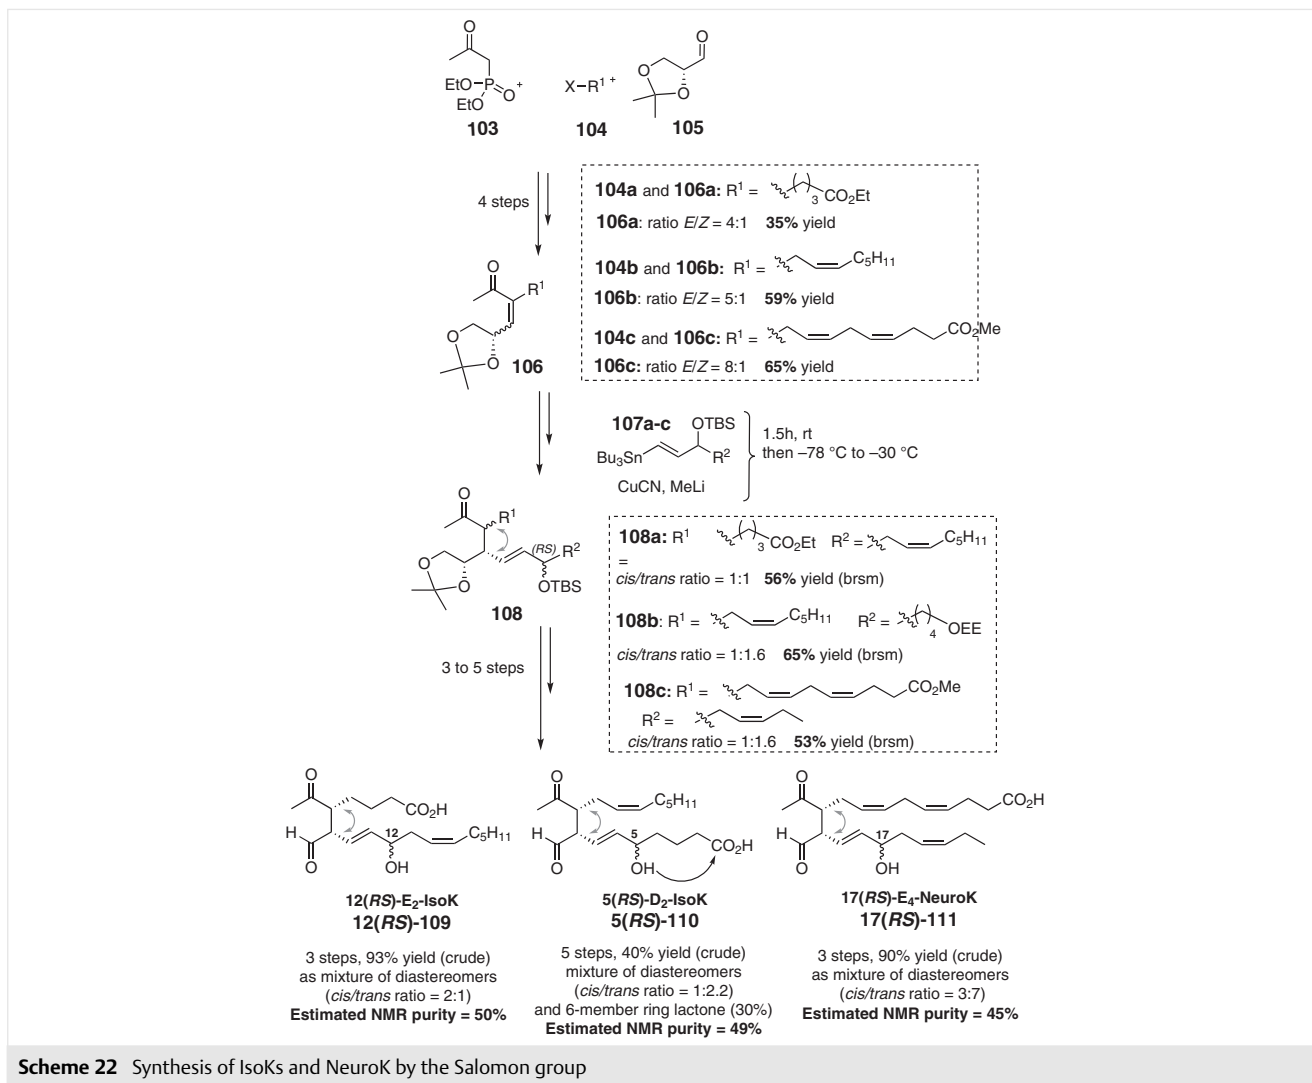 O
EtO
P
O
+
EtO
103
X–R¹ +
104
O
O
O
105
4 steps
104a and 106a: R¹ =
3
CO₂Et
106a: ratio E/Z = 4:1 35% yield
104b and 106b: R¹ =
C₅H₁₁
106b: ratio E/Z = 5:1 59% yield
104c and 106c: R¹ =
CO₂Me
106c: ratio E/Z = 8:1 65% yield
O
R¹
O
O
106
107a-c
OTBS
Bu₃Sn
R²
CuCN, MeLi
1.5h, rt
then –78 °C to –30 °C
O
R¹
(RS)
R²
O
O
OTBS
108
108a: R¹
3
CO₂Et
R² =
C₅H₁₁
=
cis/trans ratio = 1:1 56% yield (brsm)
108b: R¹ =
C₅H₁₁
R² =
4
OEE
cis/trans ratio = 1:1.6 65% yield (brsm)
108c: R¹ =
CO₂Me
R² =
cis/trans ratio = 1:1.6 53% yield (brsm)
3 to 5 steps
O
CO₂H
H
12
C₅H₁₁
O
OH
12(RS)-E₂-IsoK
12(RS)-109
3 steps, 93% yield (crude)
as mixture of diastereomers
(cis/trans ratio = 2:1)
Estimated NMR purity = 50%
O
C₅H₁₁
H
5
CO₂H
O
OH
5(RS)-D₂-IsoK
5(RS)-110
5 steps, 40% yield (crude)
mixture of diastereomers
(cis/trans ratio = 1:2.2)
and 6-member ring lactone (30%)
Estimated NMR purity = 49%
O
CO₂H
H
17
O
OH
17(RS)-E₄-NeuroK
17(RS)-111
3 steps, 90% yield (crude)
as mixture of diastereomers
(cis/trans ratio = 3:7)
Estimated NMR purity = 45%
Scheme 22 Synthesis of IsoKs and NeuroK by the Salomon group